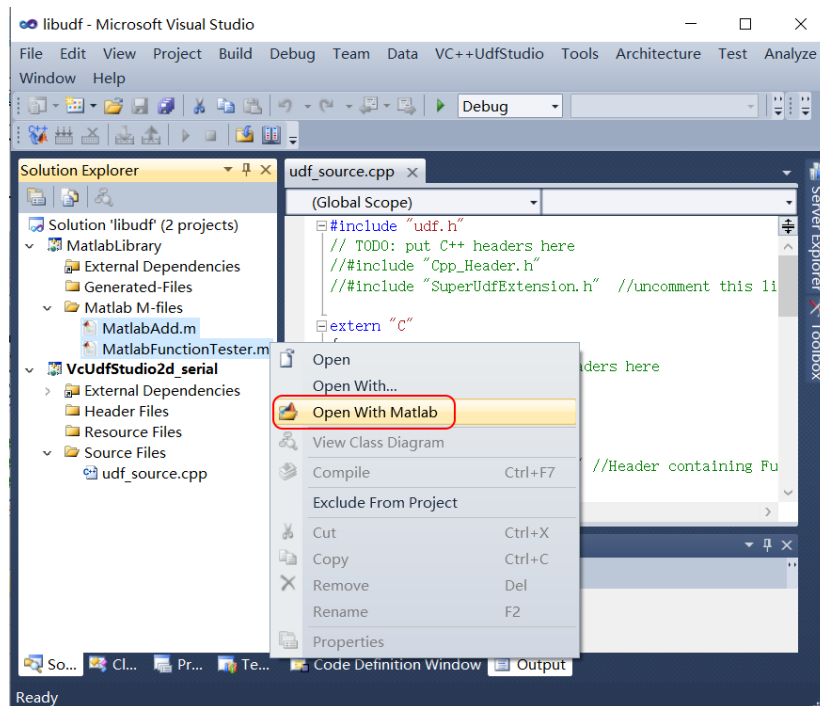 libudf - Microsoft Visual Studio
File Edit View Project Build Debug Team Data VC++UdfStudio Tools Architecture Test Analyze
Window Help
Debug
Solution Explorer
udf_source.cpp
(Global Scope)
Solution 'libudf' (2 projects)
MatlabLibrary
External Dependencies
Generated-Files
Matlab M-files
MatlabAdd.m
MatlabFunctionTester.m
VcUdfStudio2d_serial
External Dependencies
Header Files
Resource Files
Source Files
udf_source.cpp
#include "udf.h"
// TODO: put C++ headers here
//#include "Cpp_Header.h"
//#include "SuperUdfExtension.h" //uncomment this li
extern "C"
{
ders here
//Header containing Fu
Open
Open With...
Open With Matlab
View Class Diagram
Compile Ctrl+F7
Exclude From Project
Cut Ctrl+X
Copy Ctrl+C
Remove Del
Rename F2
Properties
Server Explorer
Toolbox
So... Cl... Pr... Te... Code Definition Window Output
Ready